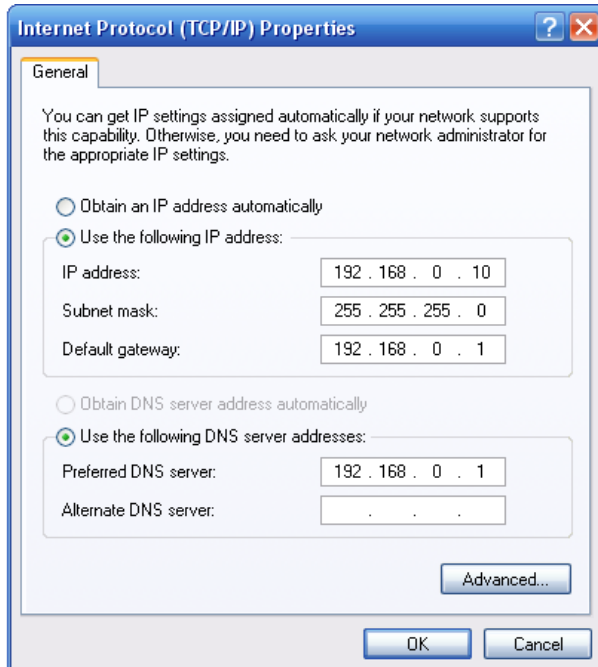 Internet Protocol (TCP/IP) Properties
?
General
You can get IP settings assigned automatically if your network supports
this capability. Otherwise, you need to ask your network administrator for
the appropriate IP settings.
Obtain an IP address automatically
Use the following IP address:
IP address: 192 . 168 . 0 . 10
Subnet mask: 255 . 255 . 255 . 0
Default gateway: 192 . 168 . 0 . 1
Obtain DNS server address automatically
Use the following DNS server addresses:
Preferred DNS server: 192 . 168 . 0 . 1
Alternate DNS server: . . .
Advanced...
OK Cancel